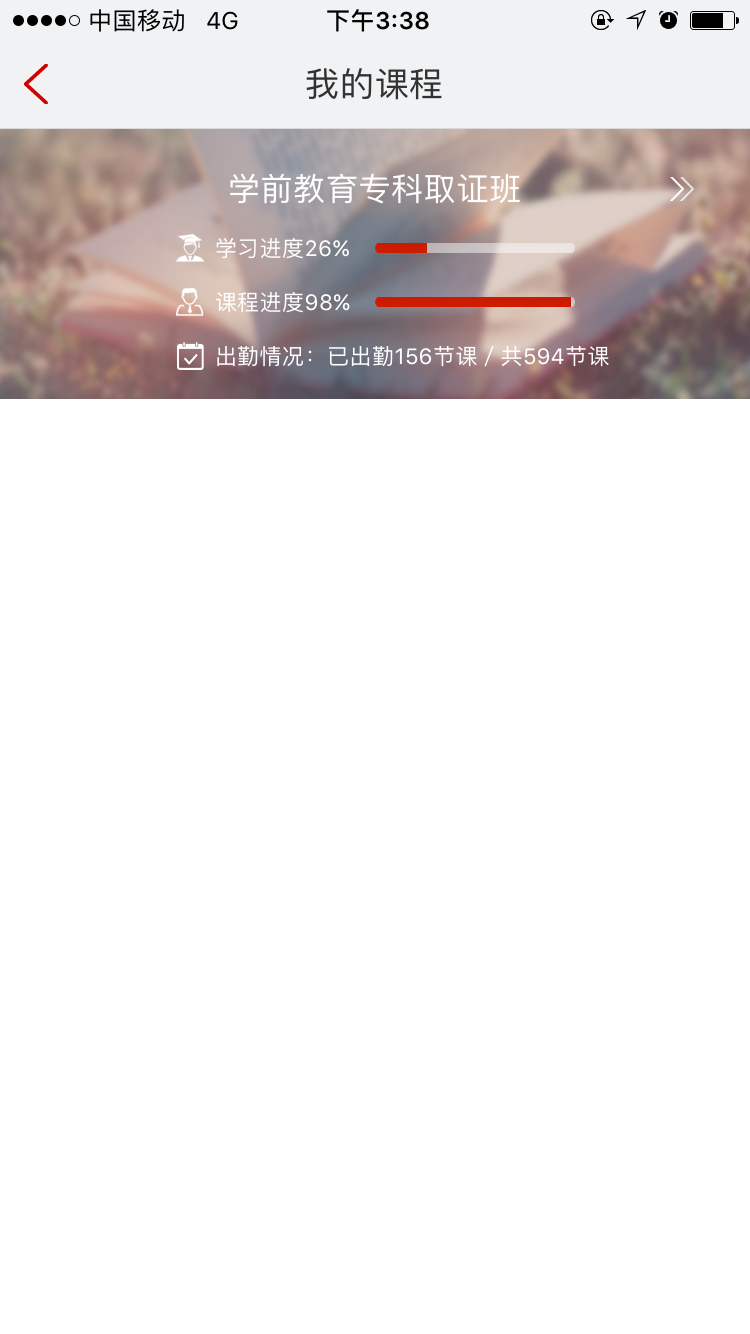 中国移动 4G 下午3:38
我的课程
学前教育专科取证班
学习进度26%
课程进度98%
出勤情况：已出勤156节课 / 共594节课